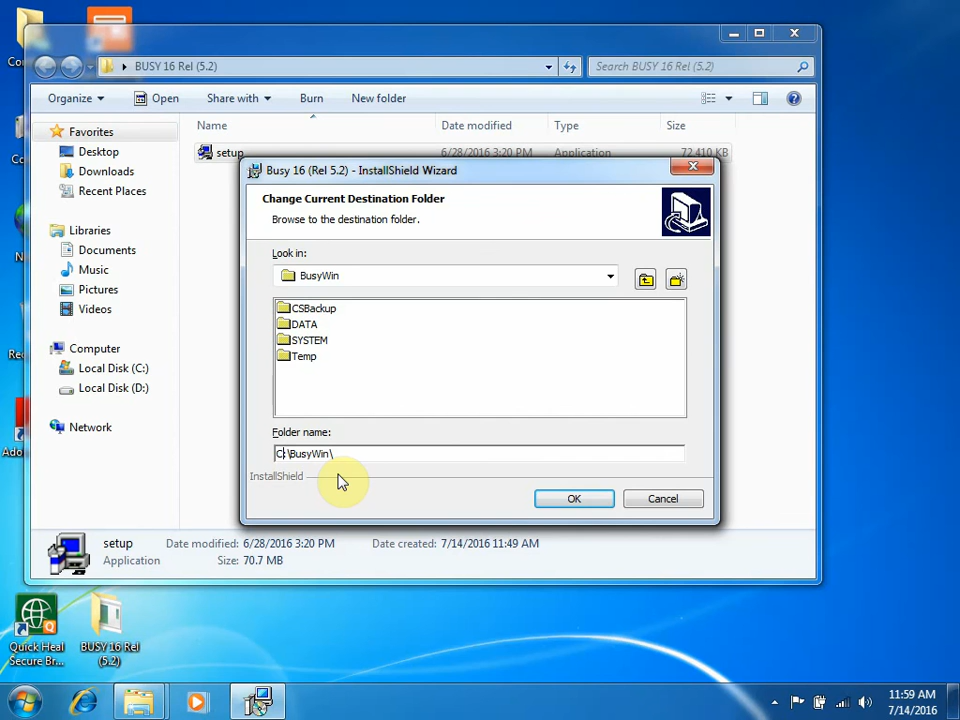 BUSY 16 Rel (5.2)
Search BUSY 16 Rel (5.2)
Organize
Open
Share with
Burn
New folder
Name
Date modified
Type
Size
Favorites
Desktop
Downloads
Recent Places
Libraries
Documents
Music
Pictures
Videos
Computer
Local Disk (C:)
Local Disk (D:)
Network
setup
6/28/2016 3:20 PM
Application
72,410 KB
Busy 16 (Rel 5.2) - InstallShield Wizard
Change Current Destination Folder
Browse to the destination folder.
Look in:
BusyWin
CSBackup
DATA
SYSTEM
Temp
Folder name:
C:\BusyWin\
InstallShield
OK
Cancel
setup
Date modified: 6/28/2016 3:20 PM
Date created: 7/14/2016 11:49 AM
Application
Size: 70.7 MB
Quick Heal
Secure Br...
BUSY 16 Rel
(5.2)
11:59 AM
7/14/2016